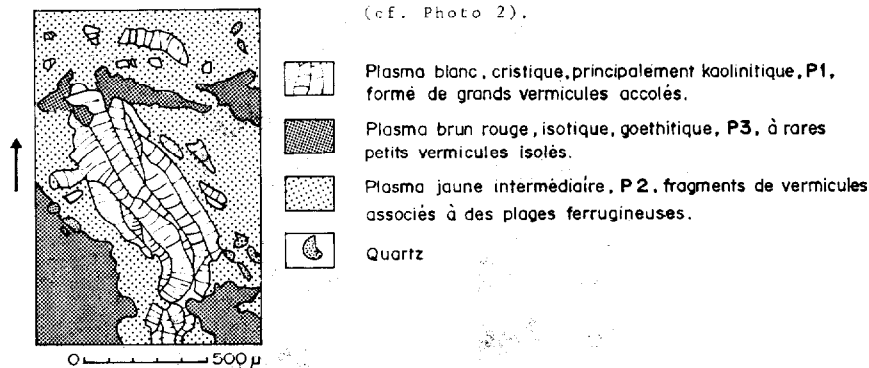 (cf. Photo 2).
Plasma blanc, cristique, principalement kaolinitique, P1,
formé de grands vermicules accolés.
Plasma brun rouge, isotique, goethitique, P3, à rares
petits vermicules isolés.
Plasma jaune intermédiaire, P2, fragments de vermicules
associés à des plages ferrugineuses.
Quartz
0 500 µ